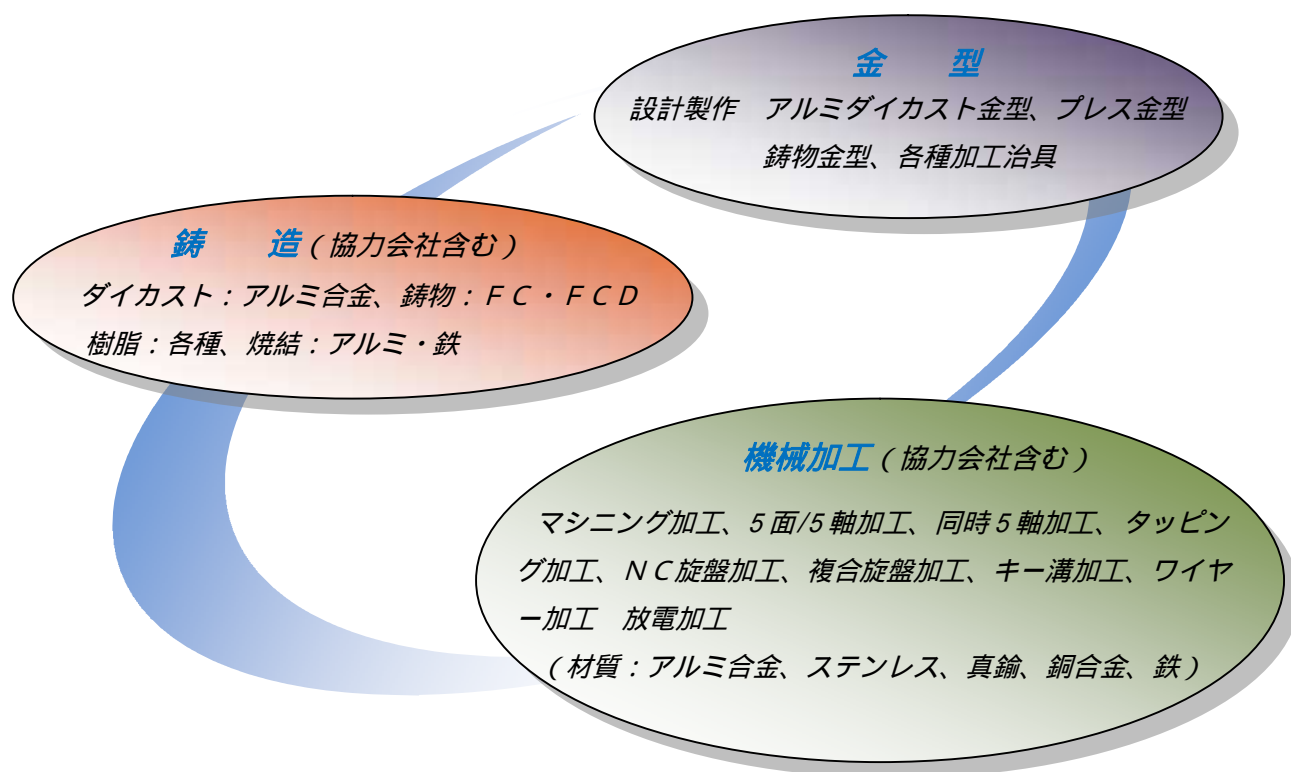 金　型
設計製作　アルミダイカスト金型、プレス金型
鋳物金型、各種加工治具
鋳　造（協力会社含む）
ダイカスト：アルミ合金、鋳物：ＦＣ・ＦＣＤ
樹脂：各種、焼結：アルミ・鉄
機械加工（協力会社含む）
マシニング加工、５面/５軸加工、同時５軸加工、タッピン
グ加工、ＮＣ旋盤加工、複合旋盤加工、キー溝加工、ワイヤ
ー加工　放電加工
（材質：アルミ合金、ステンレス、真鍮、銅合金、鉄）